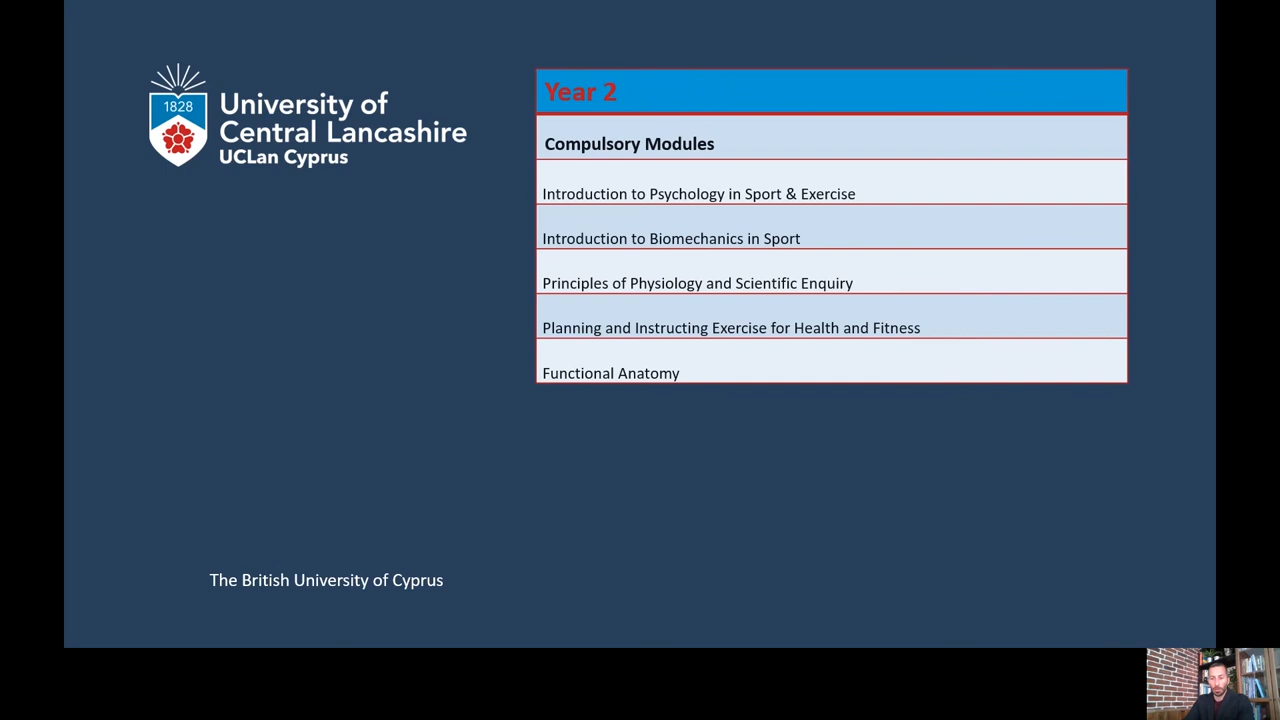 1828
University of
Central Lancashire
UCLan Cyprus
Year 2
Compulsory Modules
Introduction to Psychology in Sport & Exercise
Introduction to Biomechanics in Sport
Principles of Physiology and Scientific Enquiry
Planning and Instructing Exercise for Health and Fitness
Functional Anatomy
The British University of Cyprus